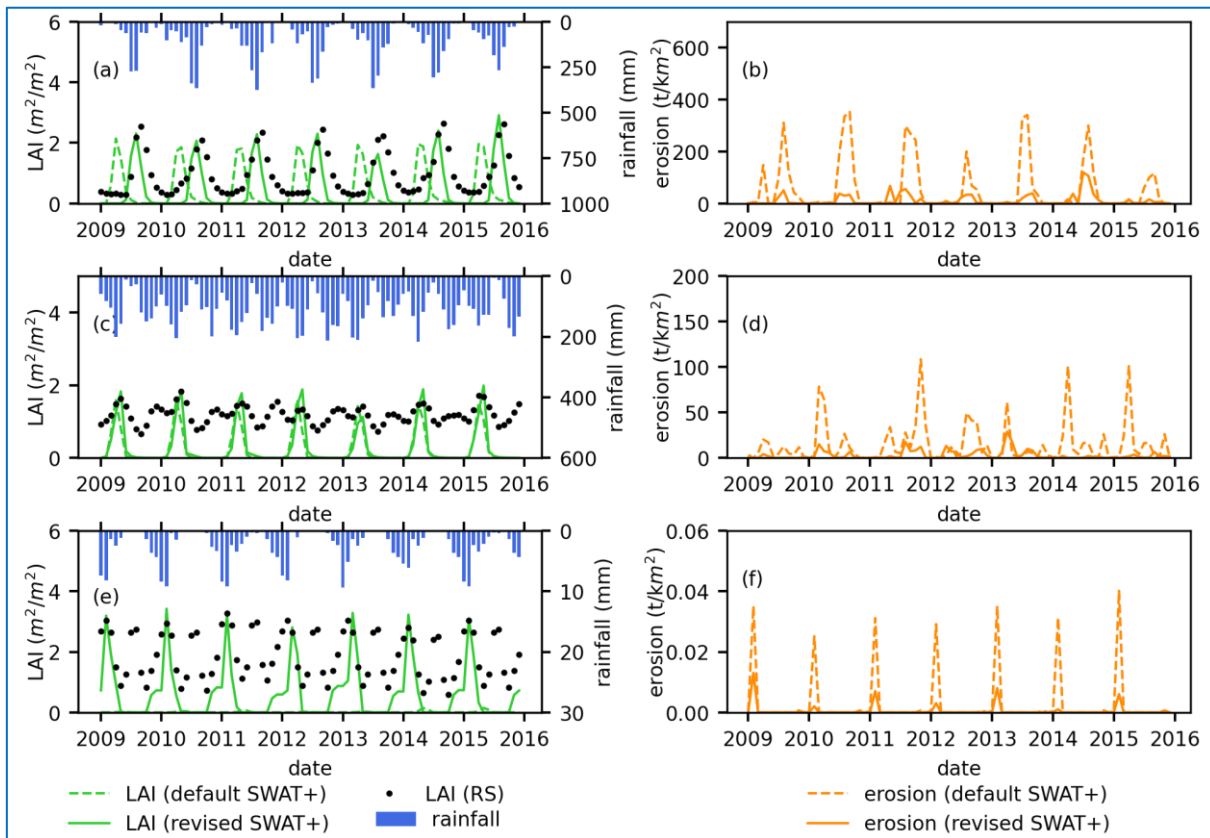 0
2
4
6
LAI (m²/m²)
(a)
0
250
500
750
1000
rainfall (mm)
2009 2010 2011 2012 2013 2014 2015 2016
date
0
200
400
600
erosion (t/km²)
(b)
2009 2010 2011 2012 2013 2014 2015 2016
date
0
2
4
LAI (m²/m²)
(c)
0
200
400
600
rainfall (mm)
2009 2010 2011 2012 2013 2014 2015 2016
date
0
50
100
150
200
erosion (t/km²)
(d)
2009 2010 2011 2012 2013 2014 2015 2016
date
0
2
4
6
LAI (m²/m²)
(e)
0
10
20
30
rainfall (mm)
2009 2010 2011 2012 2013 2014 2015 2016
date
0.00
0.02
0.04
0.06
erosion (t/km²)
(f)
2009 2010 2011 2012 2013 2014 2015 2016
date
LAI (default SWAT+)
LAI (revised SWAT+)
LAI (RS)
rainfall
erosion (default SWAT+)
erosion (revised SWAT+)